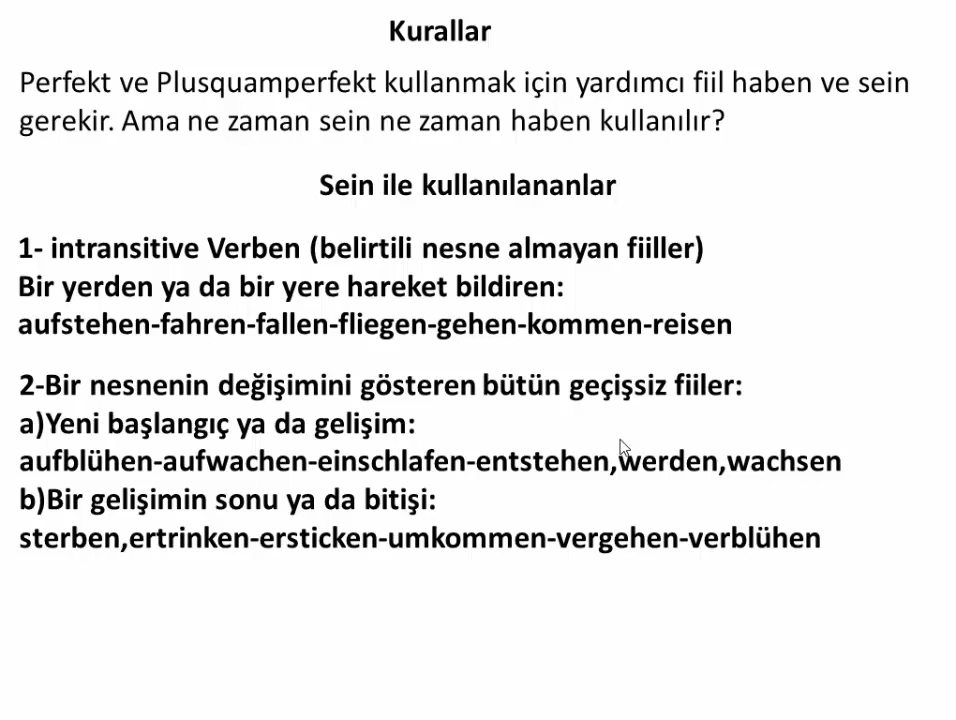 Kurallar
Perfekt ve Plusquamperfekt kullanmak için yardımcı fiil haben ve sein
gerekir. Ama ne zaman sein ne zaman haben kullanılır?
Sein ile kullanılananlar
1- intransitive Verben (belirtili nesne almayan fiiller)
Bir yerden ya da bir yere hareket bildiren:
aufstehen-fahren-fallen-fliegen-gehen-kommen-reisen
2-Bir nesnenin değişimini gösteren bütün geçişsiz fiiler:
a)Yeni başlangıç ya da gelişim:
aufblühen-aufwachen-einschlafen-entstehen,werden,wachsen
b)Bir gelişimin sonu ya da bitişi:
sterben,ertrinken-ersticken-umkommen-vergehen-verblühen